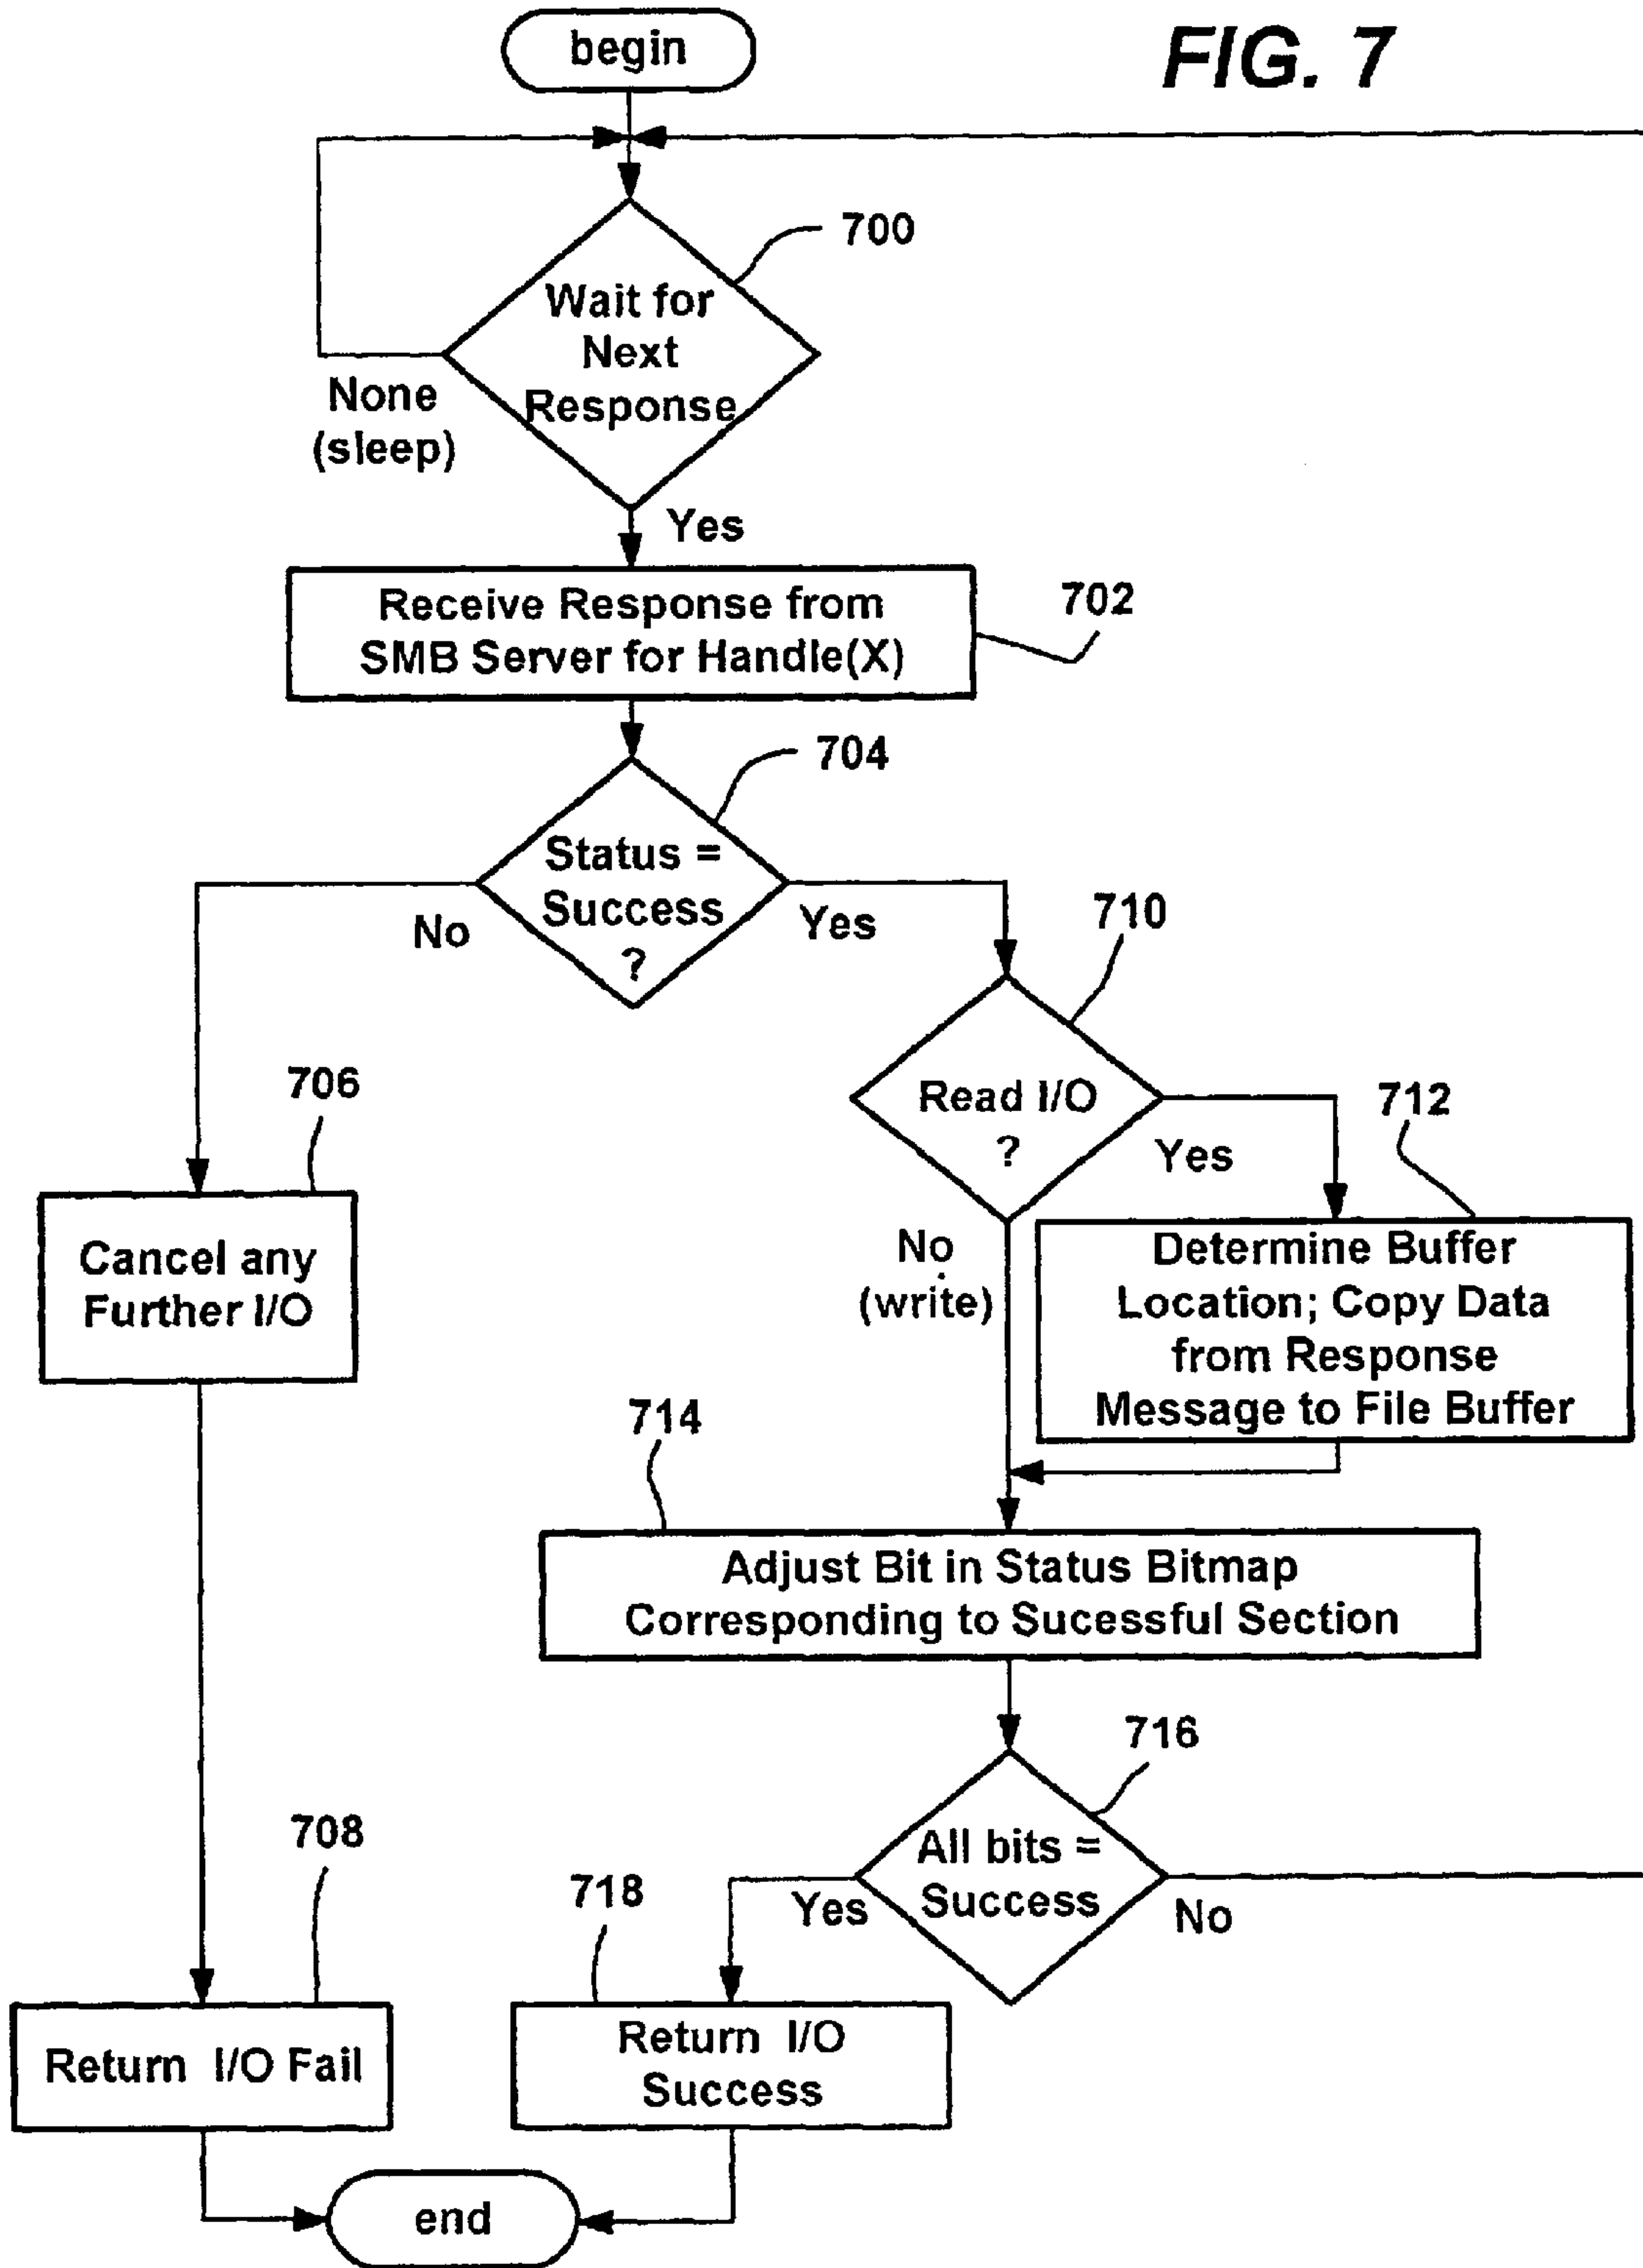 begin
FIG. 7
700
Wait for
Next
Response
None
(sleep)
Yes
702
Receive Response from
SMB Server for Handle(X)
704
Status =
Success
?
No
Yes
710
Read I/O
?
Yes
706
712
Cancel any
Further I/O
No
(write)
Determine Buffer
Location; Copy Data
from Response
Message to File Buffer
714
Adjust Bit in Status Bitmap
Corresponding to Sucessful Section
716
All bits =
Success
Yes
No
708
718
Return I/O Fail
Return I/O
Success
end